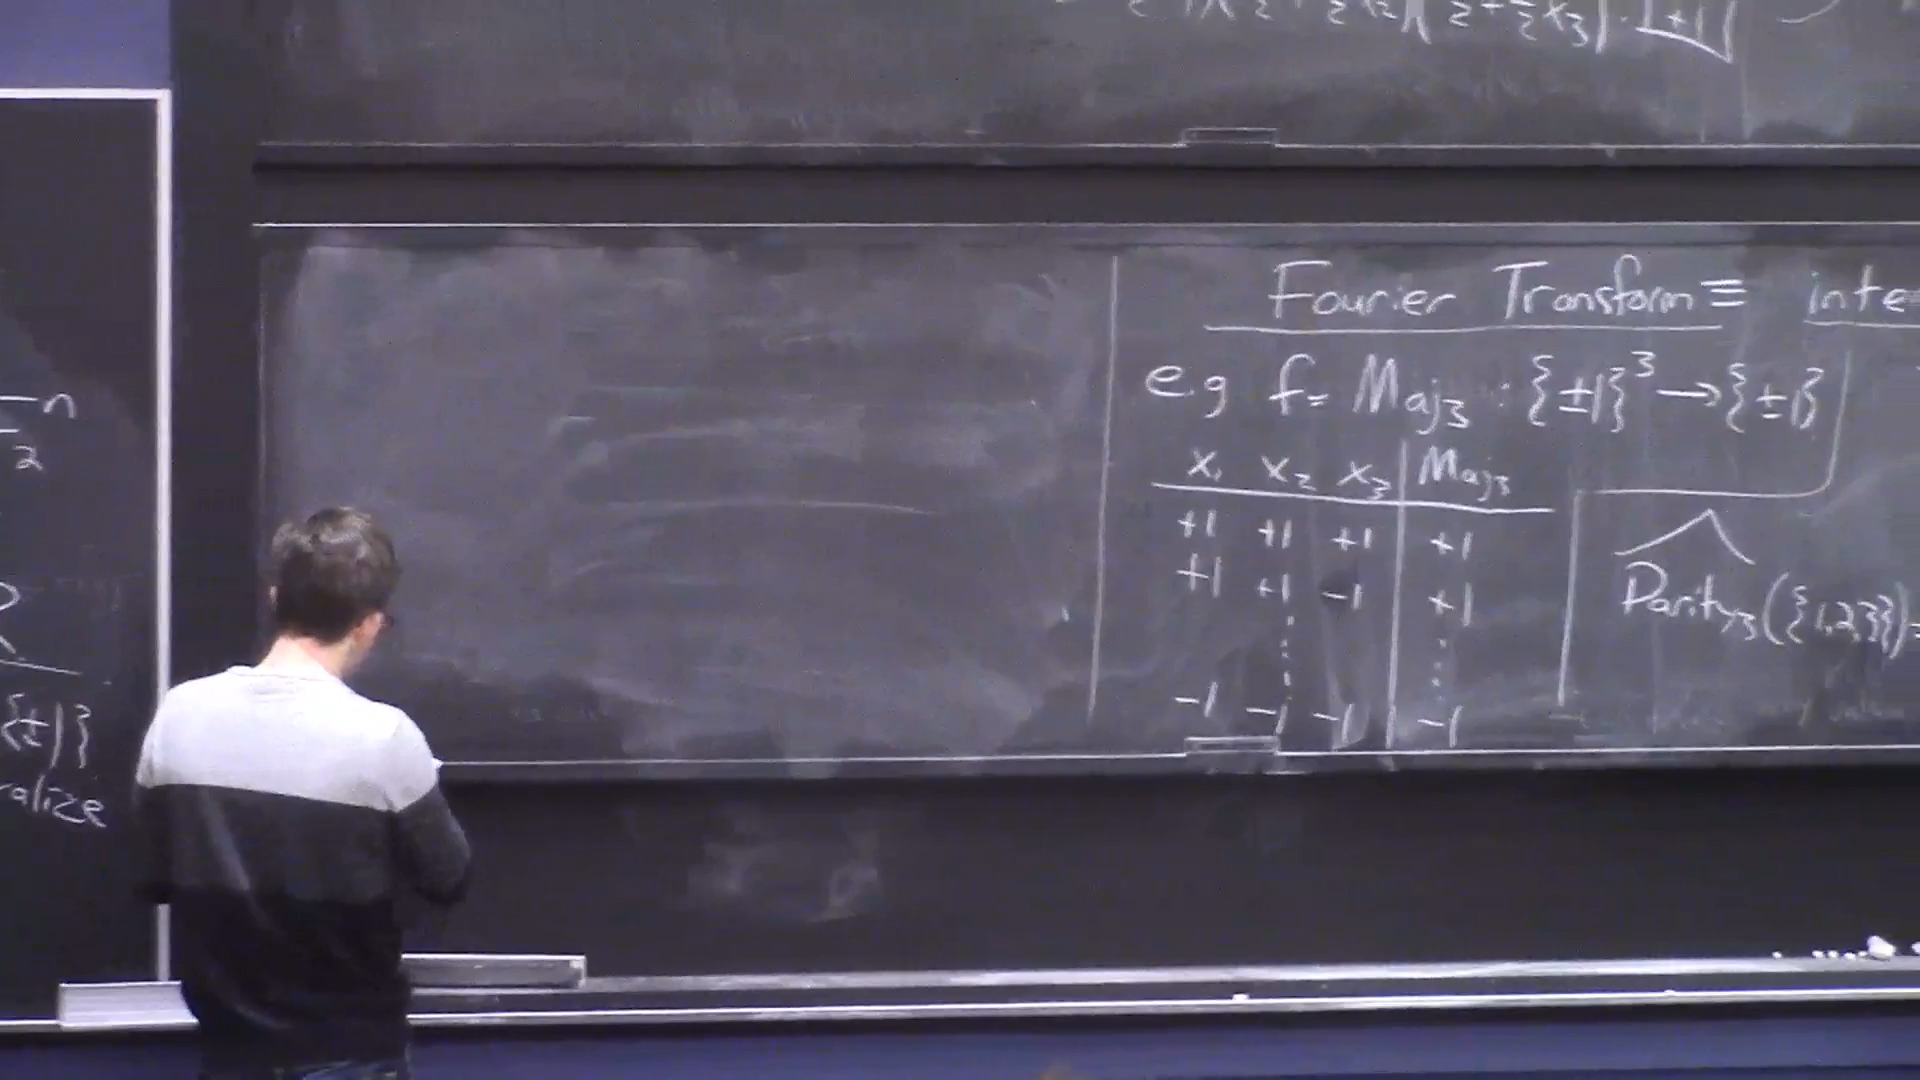 n
2
{±1}
alize
Fourier Transform ≡ inte
e.g f = Maj₃ : {±1}³ → {±1}
x₁ x₂ x₃ Maj₃
+1 +1 +1 +1
+1 +1 -1 +1
⋮ ⋮
-1 -1 -1 -1
Parity₃({1,2,3})=